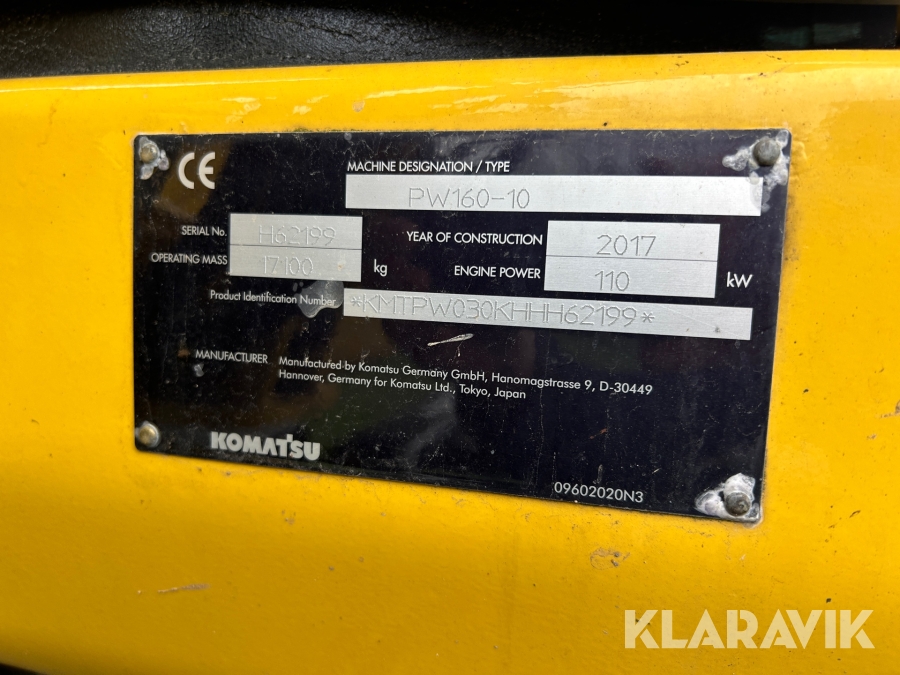 CE
MACHINE DESIGNATION / TYPE
PW160-10
SERIAL No. H62199
YEAR OF CONSTRUCTION 2017
OPERATING MASS 17100 kg
ENGINE POWER 110 kW
Product Identification Number *KMTPW030KHHH62199*
MANUFACTURER Manufactured by Komatsu Germany GmbH, Hanomagstrasse 9, D-30449
Hannover, Germany for Komatsu Ltd., Tokyo, Japan
KOMATSU
09602020N3
KLARAVIK